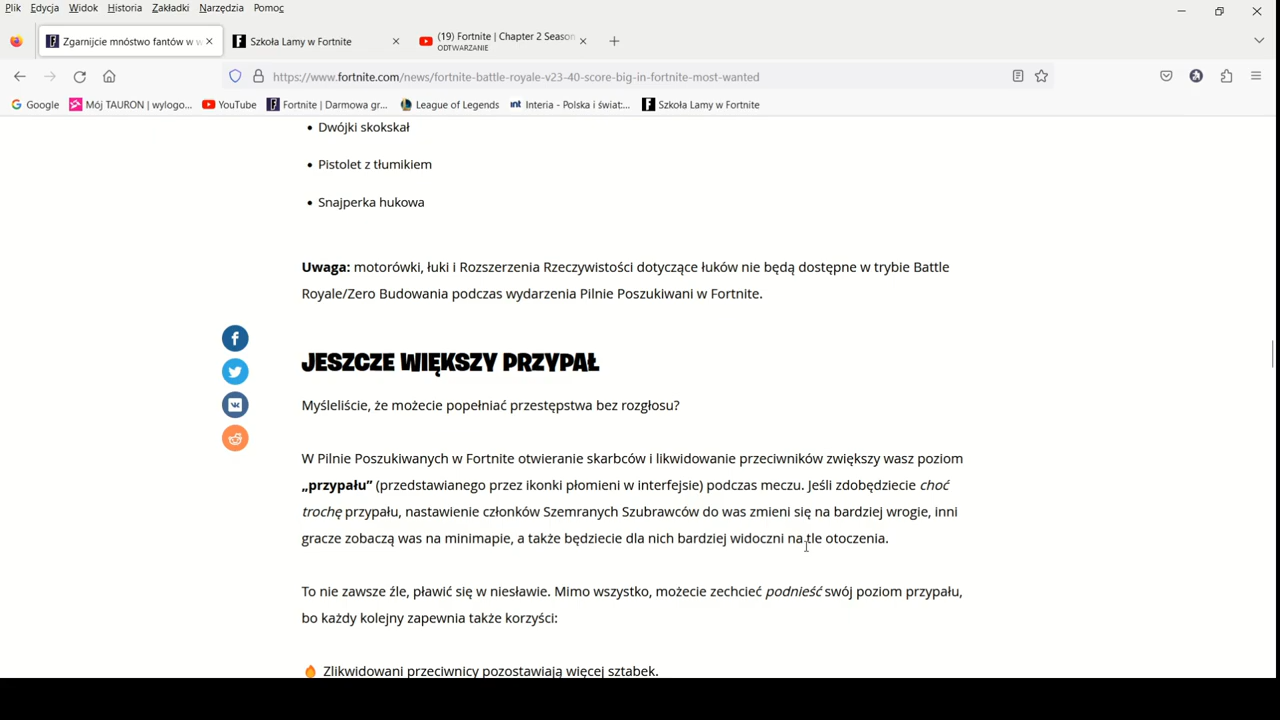 Plik Edycja Widok Historia Zakładki Narzędzia Pomoc
Zgarnijcie mnóstwo fantów w w
Szkoła Lamy w Fortnite
(19) Fortnite | Chapter 2 Season
ODTWARZANIE
https://www.fortnite.com/news/fortnite-battle-royale-v23-40-score-big-in-fortnite-most-wanted
Google Mój TAURON | wylogo... YouTube Fortnite | Darmowa gr... League of Legends Interia - Polska i świat:... Szkoła Lamy w Fortnite
• Dwójki skokskał
• Pistolet z tłumikiem
• Snajperka hukowa
Uwaga: motorówki, łuki i Rozszerzenia Rzeczywistości dotyczące łuków nie będą dostępne w trybie Battle
Royale/Zero Budowania podczas wydarzenia Pilnie Poszukiwani w Fortnite.
JESZCZE WIĘKSZY PRZYPAŁ
Myśleliście, że możecie popełniać przestępstwa bez rozgłosu?
W Pilnie Poszukiwanych w Fortnite otwieranie skarbców i likwidowanie przeciwników zwiększy wasz poziom
„przypału” (przedstawianego przez ikonki płomieni w interfejsie) podczas meczu. Jeśli zdobędziecie choć
trochę przypału, nastawienie członków Szemranych Szubrawców do was zmieni się na bardziej wrogie, inni
gracze zobaczą was na minimapie, a także będziecie dla nich bardziej widoczni na tle otoczenia.
To nie zawsze źle, pławić się w niesławie. Mimo wszystko, możecie zechcieć podnieść swój poziom przypału,
bo każdy kolejny zapewnia także korzyści:
🔥 Zlikwidowani przeciwnicy pozostawiają więcej sztabek.